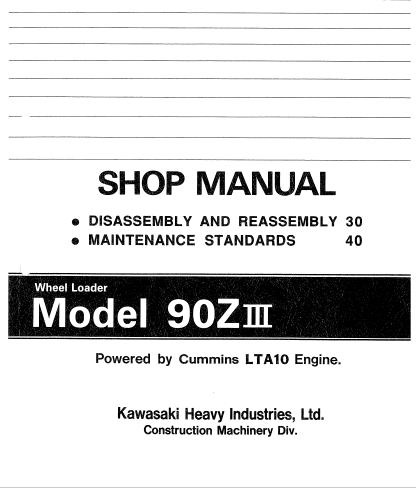 SHOP MANUAL
● DISASSEMBLY AND REASSEMBLY 30
● MAINTENANCE STANDARDS 40
Wheel Loader
Model 90ZIII
Powered by Cummins LTA10 Engine.
Kawasaki Heavy Industries, Ltd.
Construction Machinery Div.